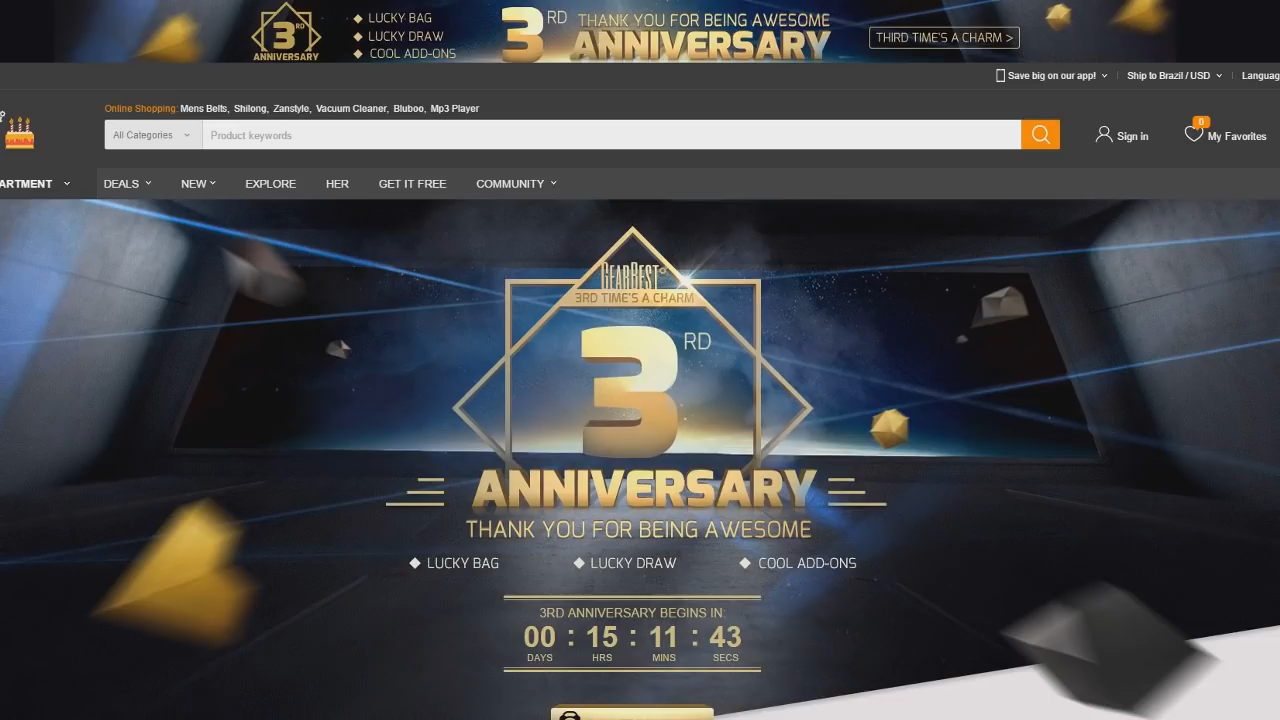 3RD
ANNIVERSARY
LUCKY BAG
LUCKY DRAW
COOL ADD-ONS
3RD THANK YOU FOR BEING AWESOME
ANNIVERSARY
THIRD TIME'S A CHARM >
Save big on our app!
Ship to Brazil / USD
Languag
Online Shopping: Mens Belts, Shilong, Zanstyle, Vacuum Cleaner, Bluboo, Mp3 Player
All Categories
Product keywords
Sign in
0
My Favorites
ARTMENT
DEALS
NEW
EXPLORE
HER
GET IT FREE
COMMUNITY
GEARBEST
3RD TIME'S A CHARM
3RD
ANNIVERSARY
THANK YOU FOR BEING AWESOME
LUCKY BAG
LUCKY DRAW
COOL ADD-ONS
3RD ANNIVERSARY BEGINS IN:
00 : 15 : 11 : 43
DAYS HRS MINS SECS